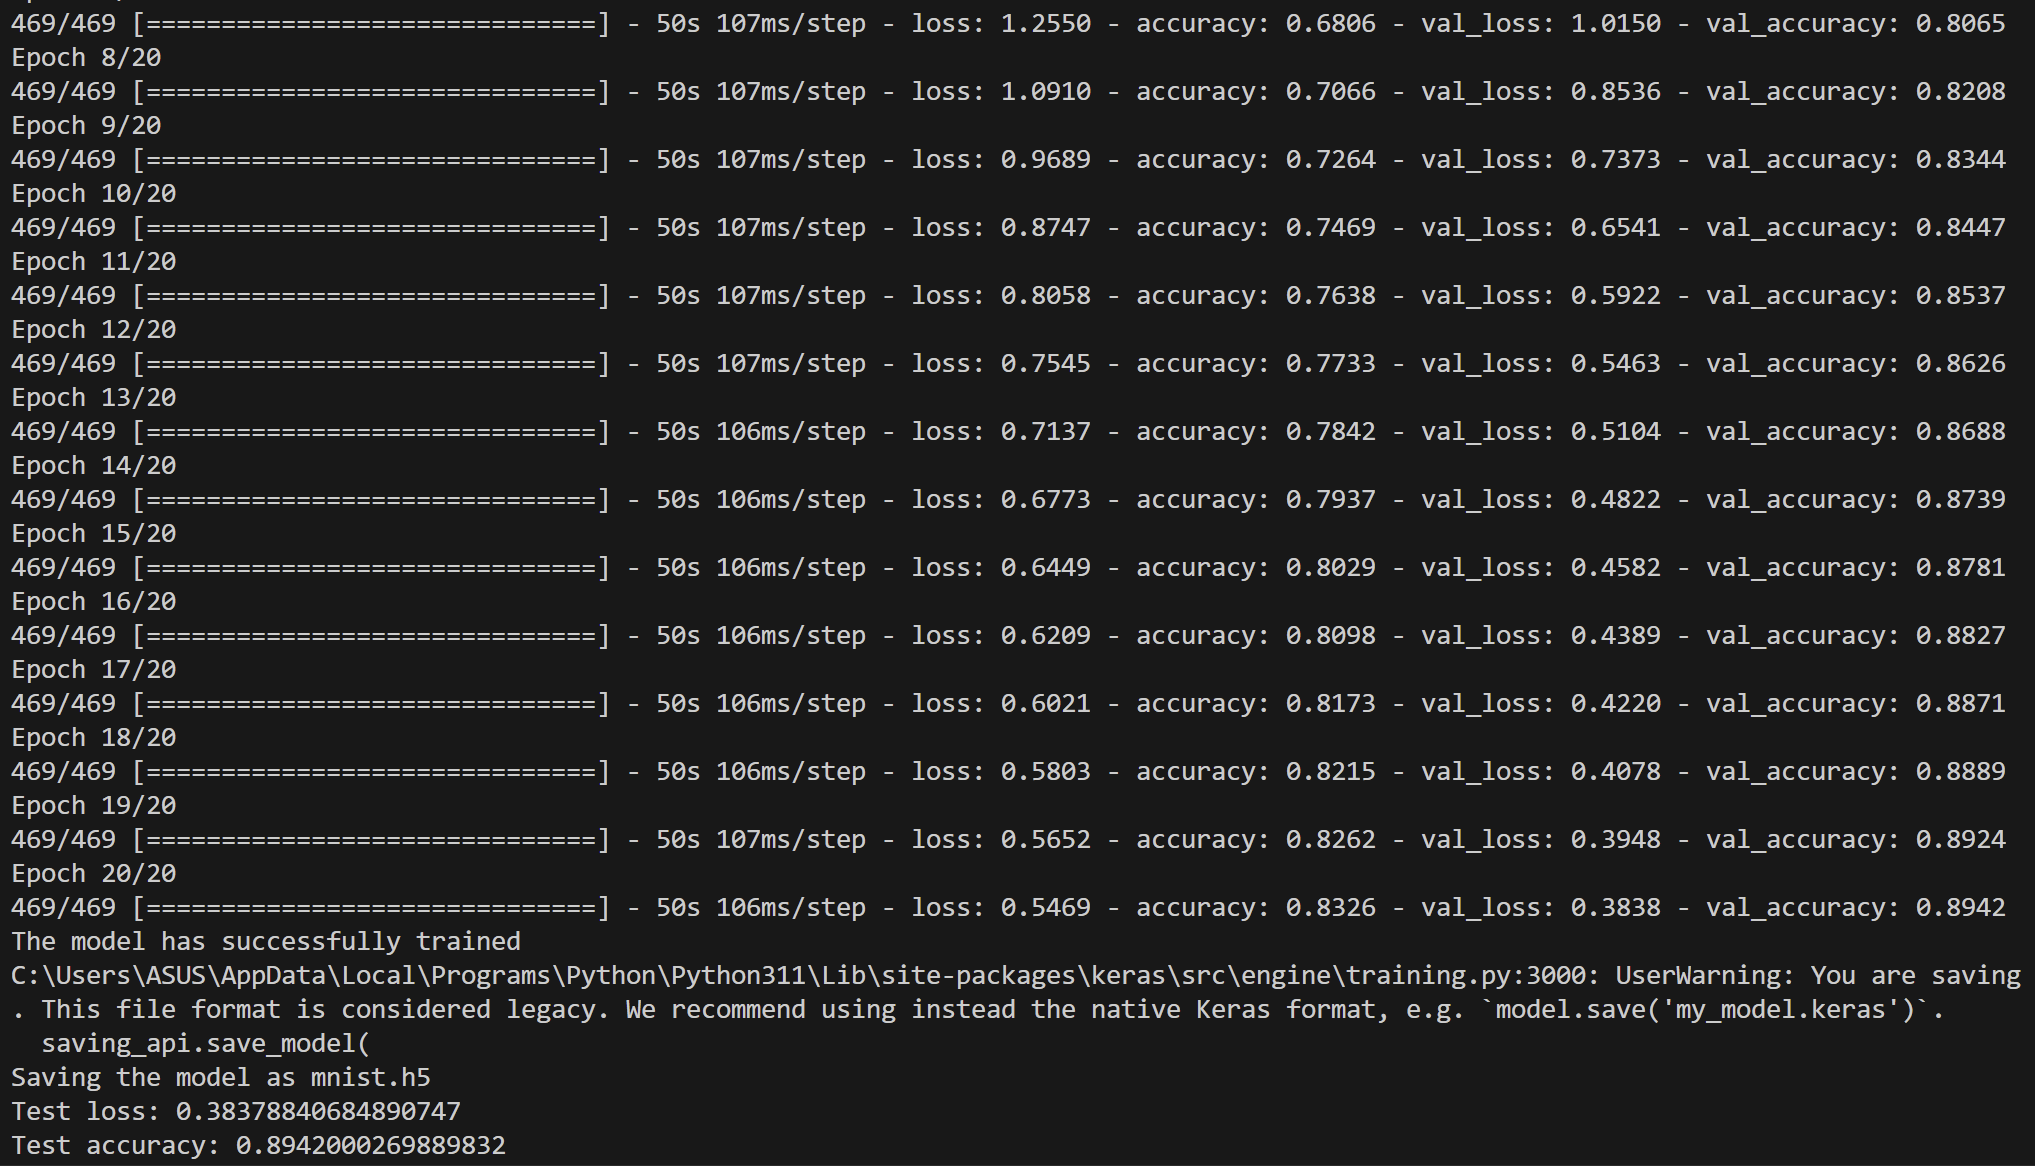 469/469 [==============================] - 50s 107ms/step - loss: 1.2550 - accuracy: 0.6806 - val_loss: 1.0150 - val_accuracy: 0.8065
Epoch 8/20
469/469 [==============================] - 50s 107ms/step - loss: 1.0910 - accuracy: 0.7066 - val_loss: 0.8536 - val_accuracy: 0.8208
Epoch 9/20
469/469 [==============================] - 50s 107ms/step - loss: 0.9689 - accuracy: 0.7264 - val_loss: 0.7373 - val_accuracy: 0.8344
Epoch 10/20
469/469 [==============================] - 50s 107ms/step - loss: 0.8747 - accuracy: 0.7469 - val_loss: 0.6541 - val_accuracy: 0.8447
Epoch 11/20
469/469 [==============================] - 50s 107ms/step - loss: 0.8058 - accuracy: 0.7638 - val_loss: 0.5922 - val_accuracy: 0.8537
Epoch 12/20
469/469 [==============================] - 50s 107ms/step - loss: 0.7545 - accuracy: 0.7733 - val_loss: 0.5463 - val_accuracy: 0.8626
Epoch 13/20
469/469 [==============================] - 50s 106ms/step - loss: 0.7137 - accuracy: 0.7842 - val_loss: 0.5104 - val_accuracy: 0.8688
Epoch 14/20
469/469 [==============================] - 50s 106ms/step - loss: 0.6773 - accuracy: 0.7937 - val_loss: 0.4822 - val_accuracy: 0.8739
Epoch 15/20
469/469 [==============================] - 50s 106ms/step - loss: 0.6449 - accuracy: 0.8029 - val_loss: 0.4582 - val_accuracy: 0.8781
Epoch 16/20
469/469 [==============================] - 50s 106ms/step - loss: 0.6209 - accuracy: 0.8098 - val_loss: 0.4389 - val_accuracy: 0.8827
Epoch 17/20
469/469 [==============================] - 50s 106ms/step - loss: 0.6021 - accuracy: 0.8173 - val_loss: 0.4220 - val_accuracy: 0.8871
Epoch 18/20
469/469 [==============================] - 50s 106ms/step - loss: 0.5803 - accuracy: 0.8215 - val_loss: 0.4078 - val_accuracy: 0.8889
Epoch 19/20
469/469 [==============================] - 50s 107ms/step - loss: 0.5652 - accuracy: 0.8262 - val_loss: 0.3948 - val_accuracy: 0.8924
Epoch 20/20
469/469 [==============================] - 50s 106ms/step - loss: 0.5469 - accuracy: 0.8326 - val_loss: 0.3838 - val_accuracy: 0.8942
The model has successfully trained
C:\Users\ASUS\AppData\Local\Programs\Python\Python311\Lib\site-packages\keras\src\engine\training.py:3000: UserWarning: You are saving
. This file format is considered legacy. We recommend using instead the native Keras format, e.g. `model.save('my_model.keras')`.
  saving_api.save_model(
Saving the model as mnist.h5
Test loss: 0.38378840684890747
Test accuracy: 0.8942000269889832